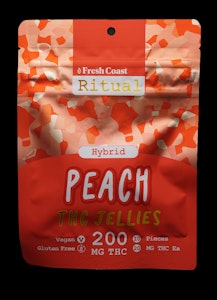 Fresh Coast
Ritual
Hybrid
PEACH
THC JELLIES
Vegan 200 Pieces
Gluten Free MG THC MG THC Ea